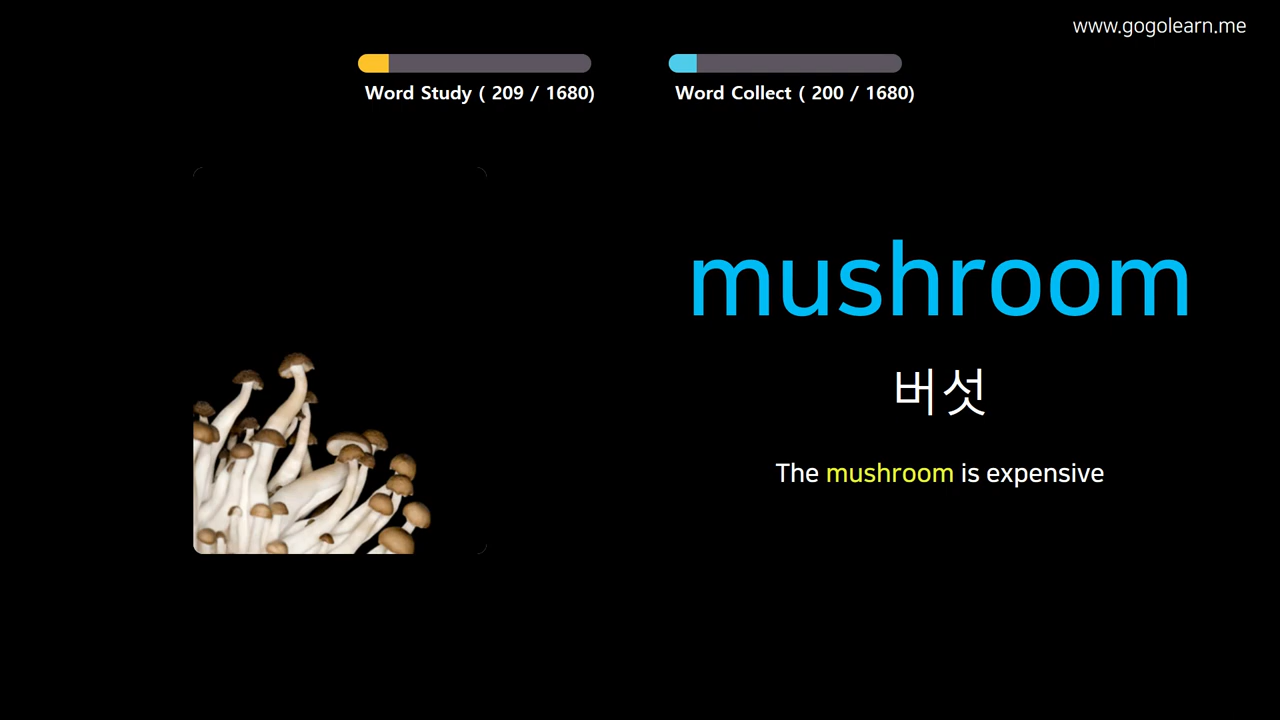 www.gogolearn.me
Word Study ( 209 / 1680)
Word Collect ( 200 / 1680)
mushroom
버섯
The mushroom is expensive